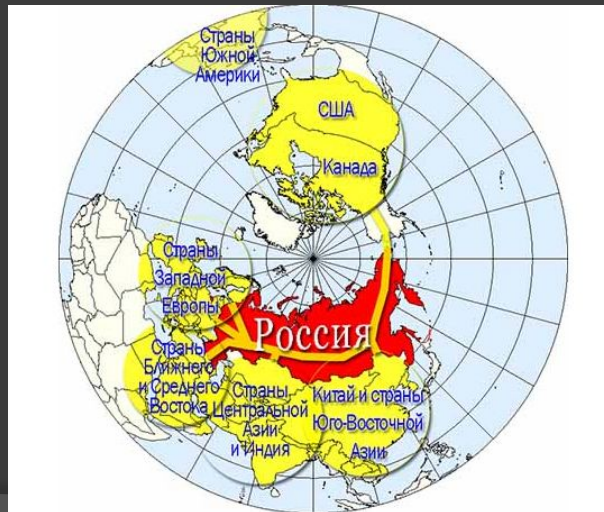 Страны
Южной
Америки
США
Канада
Страны
Западной
Европы
Россия
Страны
Ближнего
и Среднего
Востока
Страны
Центральной
Азии
и Индия
Китай и страны
Юго-Восточной
Азии